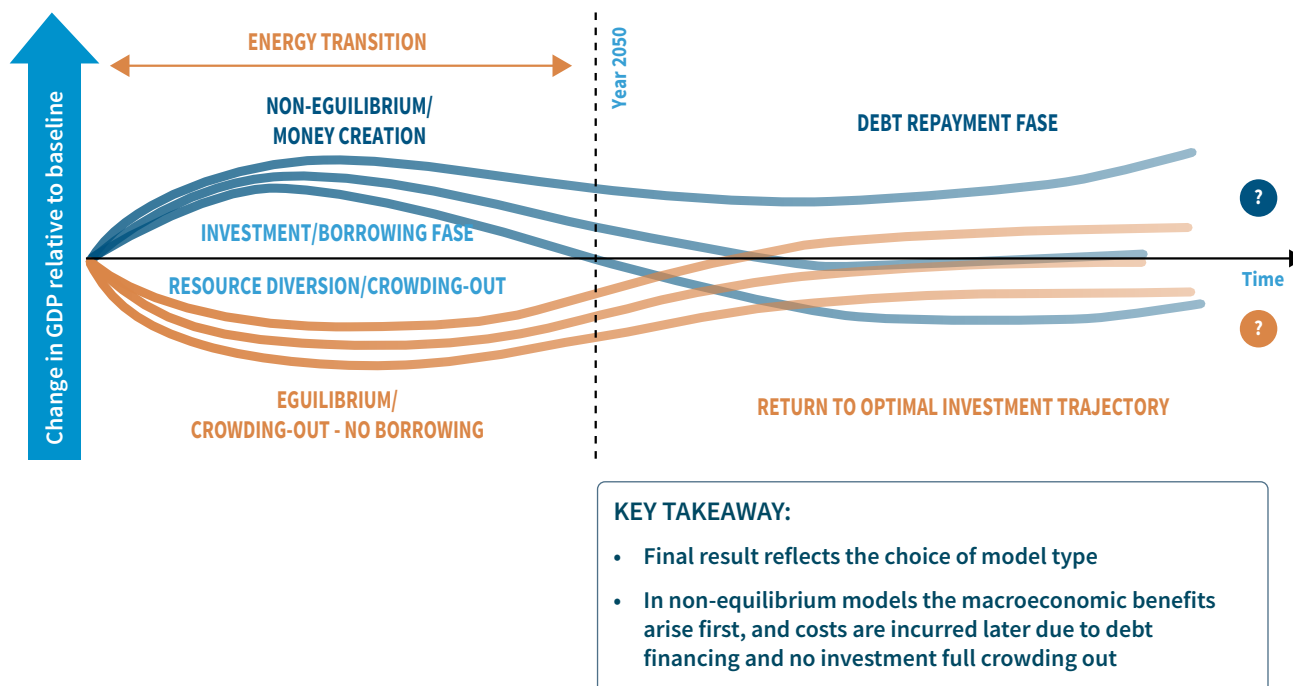 ENERGY TRANSITION
Year 2050
Change in GDP relative to baseline
NON-EGUILIBRIUM/
MONEY CREATION
DEBT REPAYMENT FASE
?
INVESTMENT/BORROWING FASE
RESOURCE DIVERSION/CROWDING-OUT
Time
?
EGUILIBRIUM/
CROWDING-OUT - NO BORROWING
RETURN TO OPTIMAL INVESTMENT TRAJECTORY
KEY TAKEAWAY:
• Final result reflects the choice of model type
• In non-equilibrium models the macroeconomic benefits
arise first, and costs are incurred later due to debt
financing and no investment full crowding out